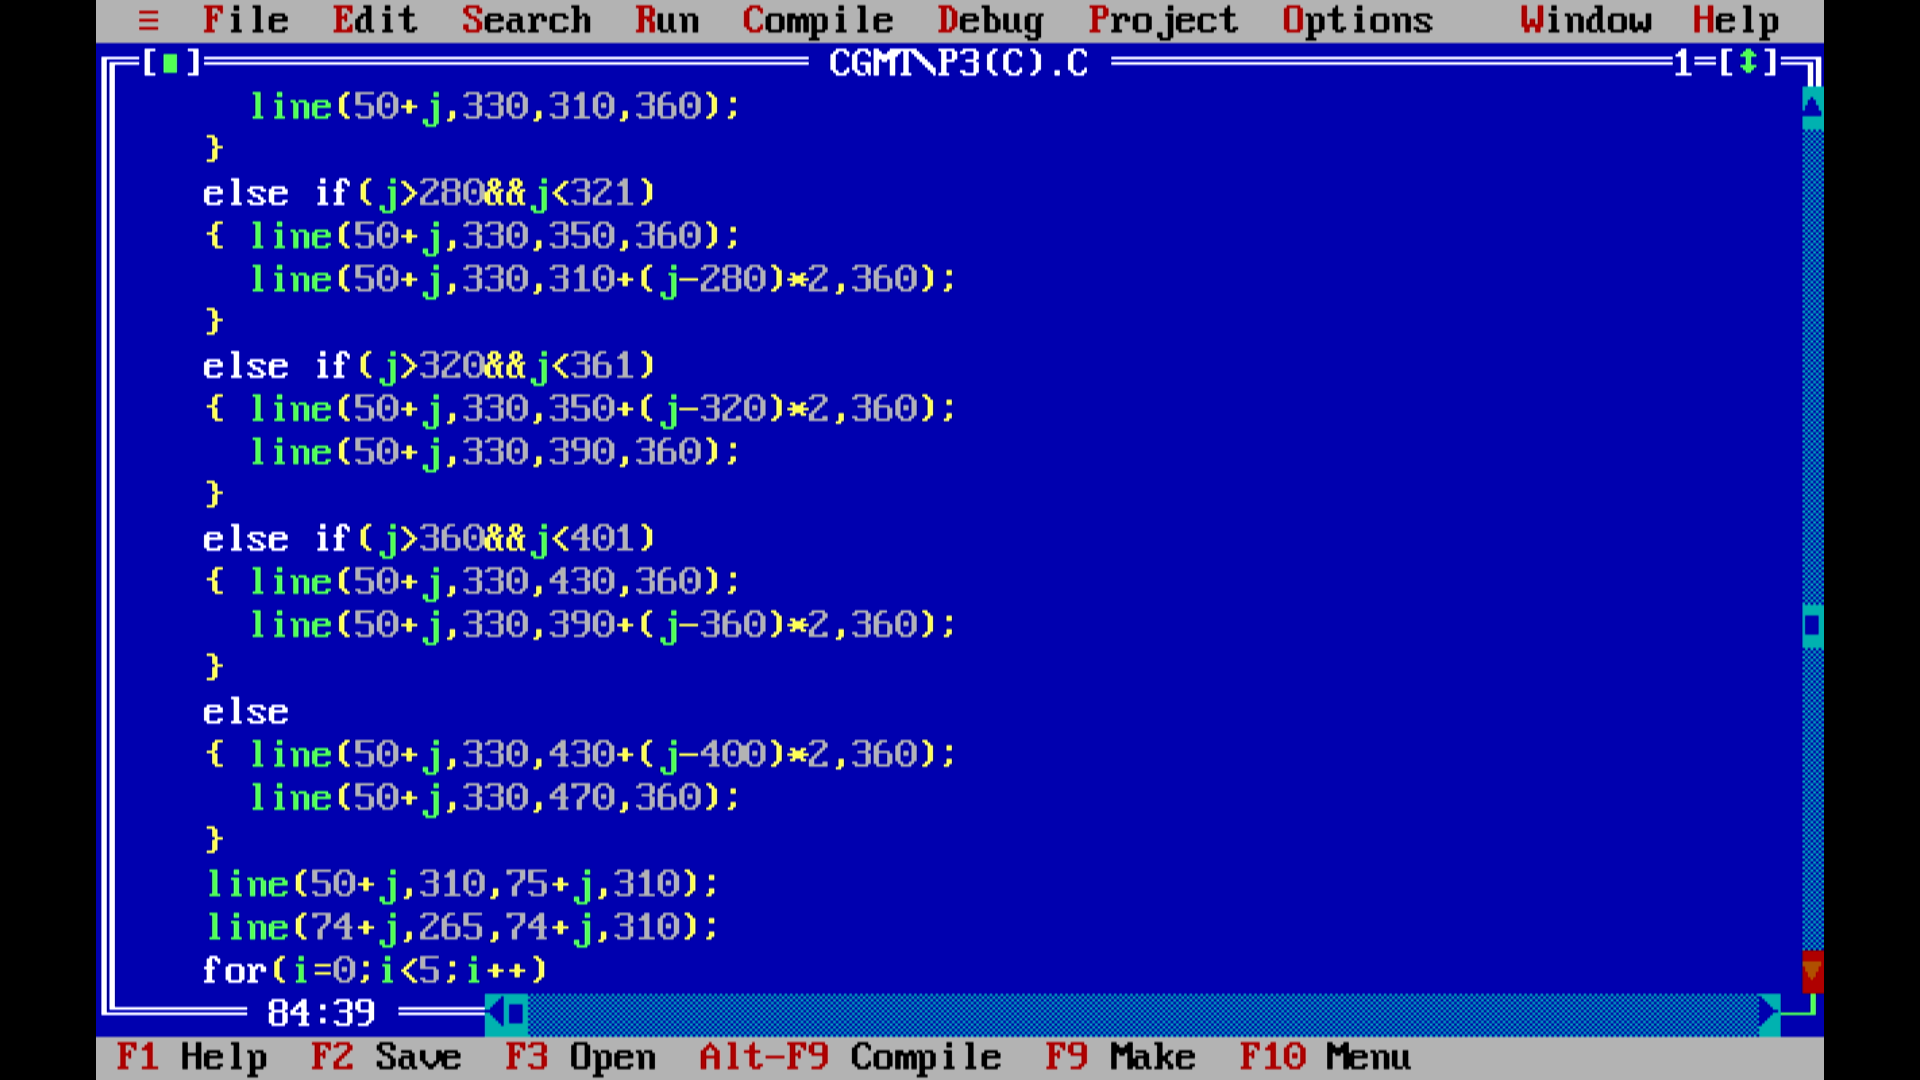 ≡ File Edit Search Run Compile Debug Project Options Window Help
[■] CGMT\P3(C).C 1=[↕]
line(50+j,330,310,360);
}
else if(j>280&&j<321)
{ line(50+j,330,350,360);
line(50+j,330,310+(j-280)*2,360);
}
else if(j>320&&j<361)
{ line(50+j,330,350+(j-320)*2,360);
line(50+j,330,390,360);
}
else if(j>360&&j<401)
{ line(50+j,330,430,360);
line(50+j,330,390+(j-360)*2,360);
}
else
{ line(50+j,330,430+(j-400)*2,360);
line(50+j,330,470,360);
}
line(50+j,310,75+j,310);
line(74+j,265,74+j,310);
for(i=0;i<5;i++)
84:39
F1 Help F2 Save F3 Open Alt-F9 Compile F9 Make F10 Menu